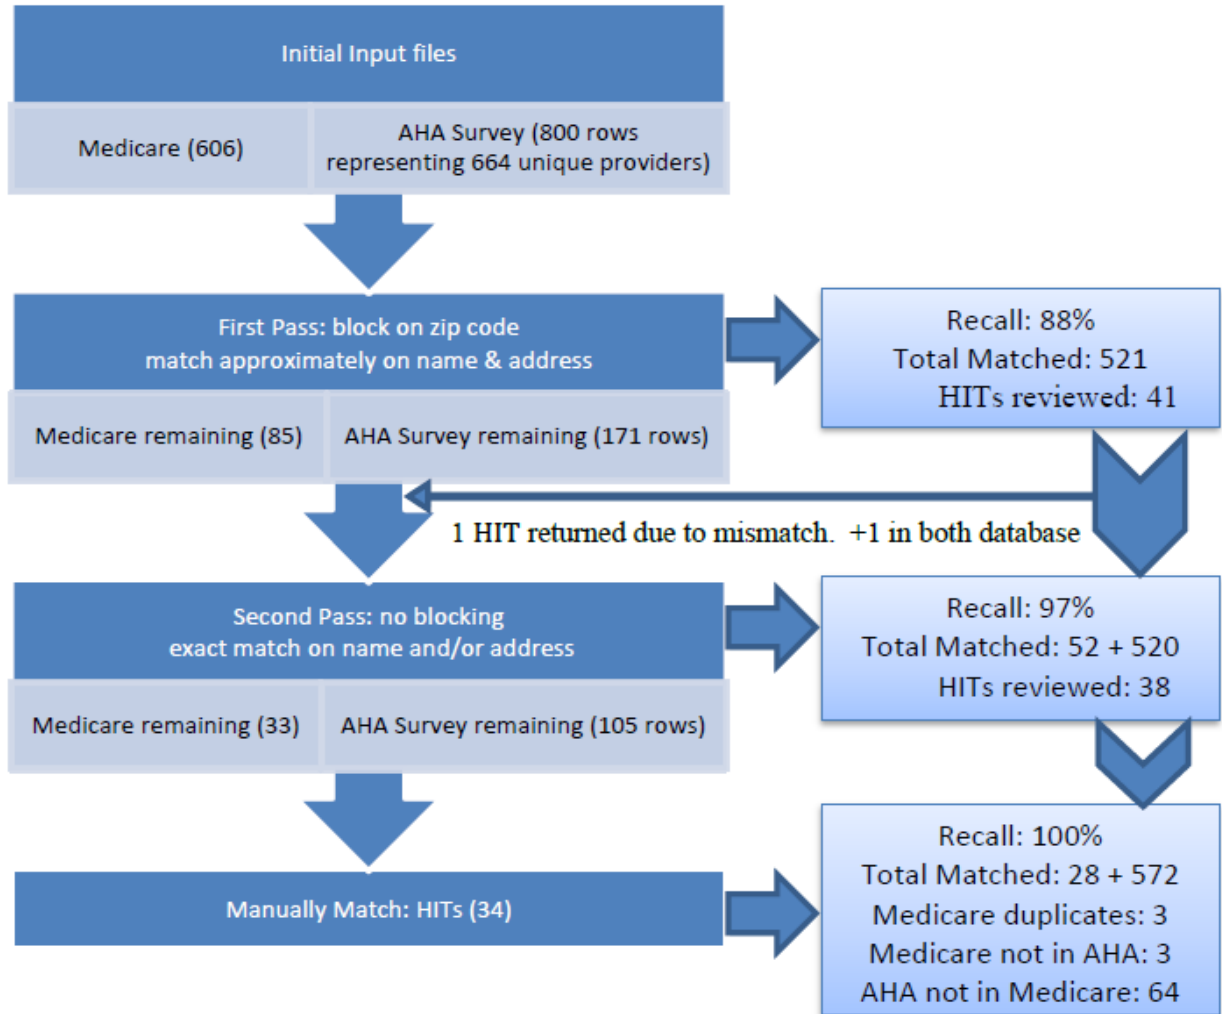 Initial Input files
Medicare (606)
AHA Survey (800 rows
representing 664 unique providers)
First Pass: block on zip code
match approximately on name & address
Medicare remaining (85)
AHA Survey remaining (171 rows)
Recall: 88%
Total Matched: 521
HITs reviewed: 41
1 HIT returned due to mismatch. +1 in both database
Second Pass: no blocking
exact match on name and/or address
Medicare remaining (33)
AHA Survey remaining (105 rows)
Recall: 97%
Total Matched: 52 + 520
HITs reviewed: 38
Manually Match: HITs (34)
Recall: 100%
Total Matched: 28 + 572
Medicare duplicates: 3
Medicare not in AHA: 3
AHA not in Medicare: 64